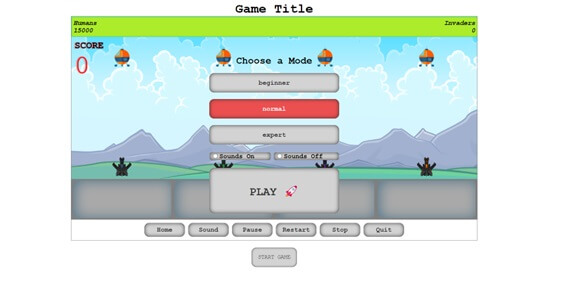 Game Title
Humans
15000
Invaders
0
SCORE
0
Choose a Mode
beginner
normal
expert
Sounds On
Sounds Off
PLAY 🚀
Home
Sound
Pause
Restart
Stop
Quit
START GAME